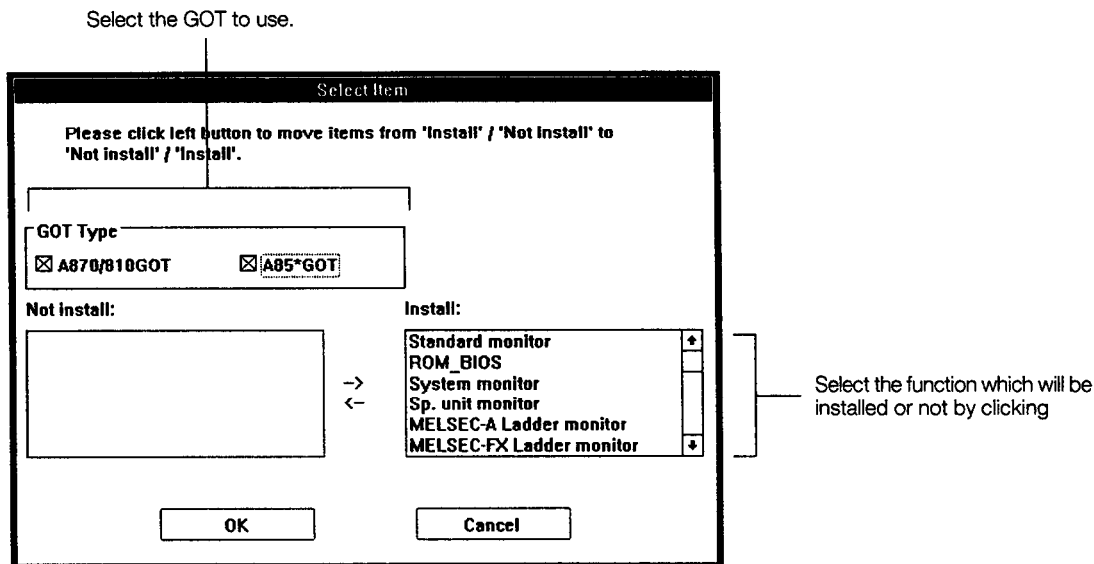 Select the GOT to use.
Select Item
Please click left button to move items from 'Install' / 'Not Install' to
'Not install' / 'Install'.
GOT Type
A870/810GOT
A85*GOT
Not install:
Install:
Standard monitor
ROM_BIOS
System monitor
Sp. unit monitor
MELSEC-A Ladder monitor
MELSEC-FX Ladder monitor
->
<-
Select the function which will be
installed or not by clicking
OK
Cancel